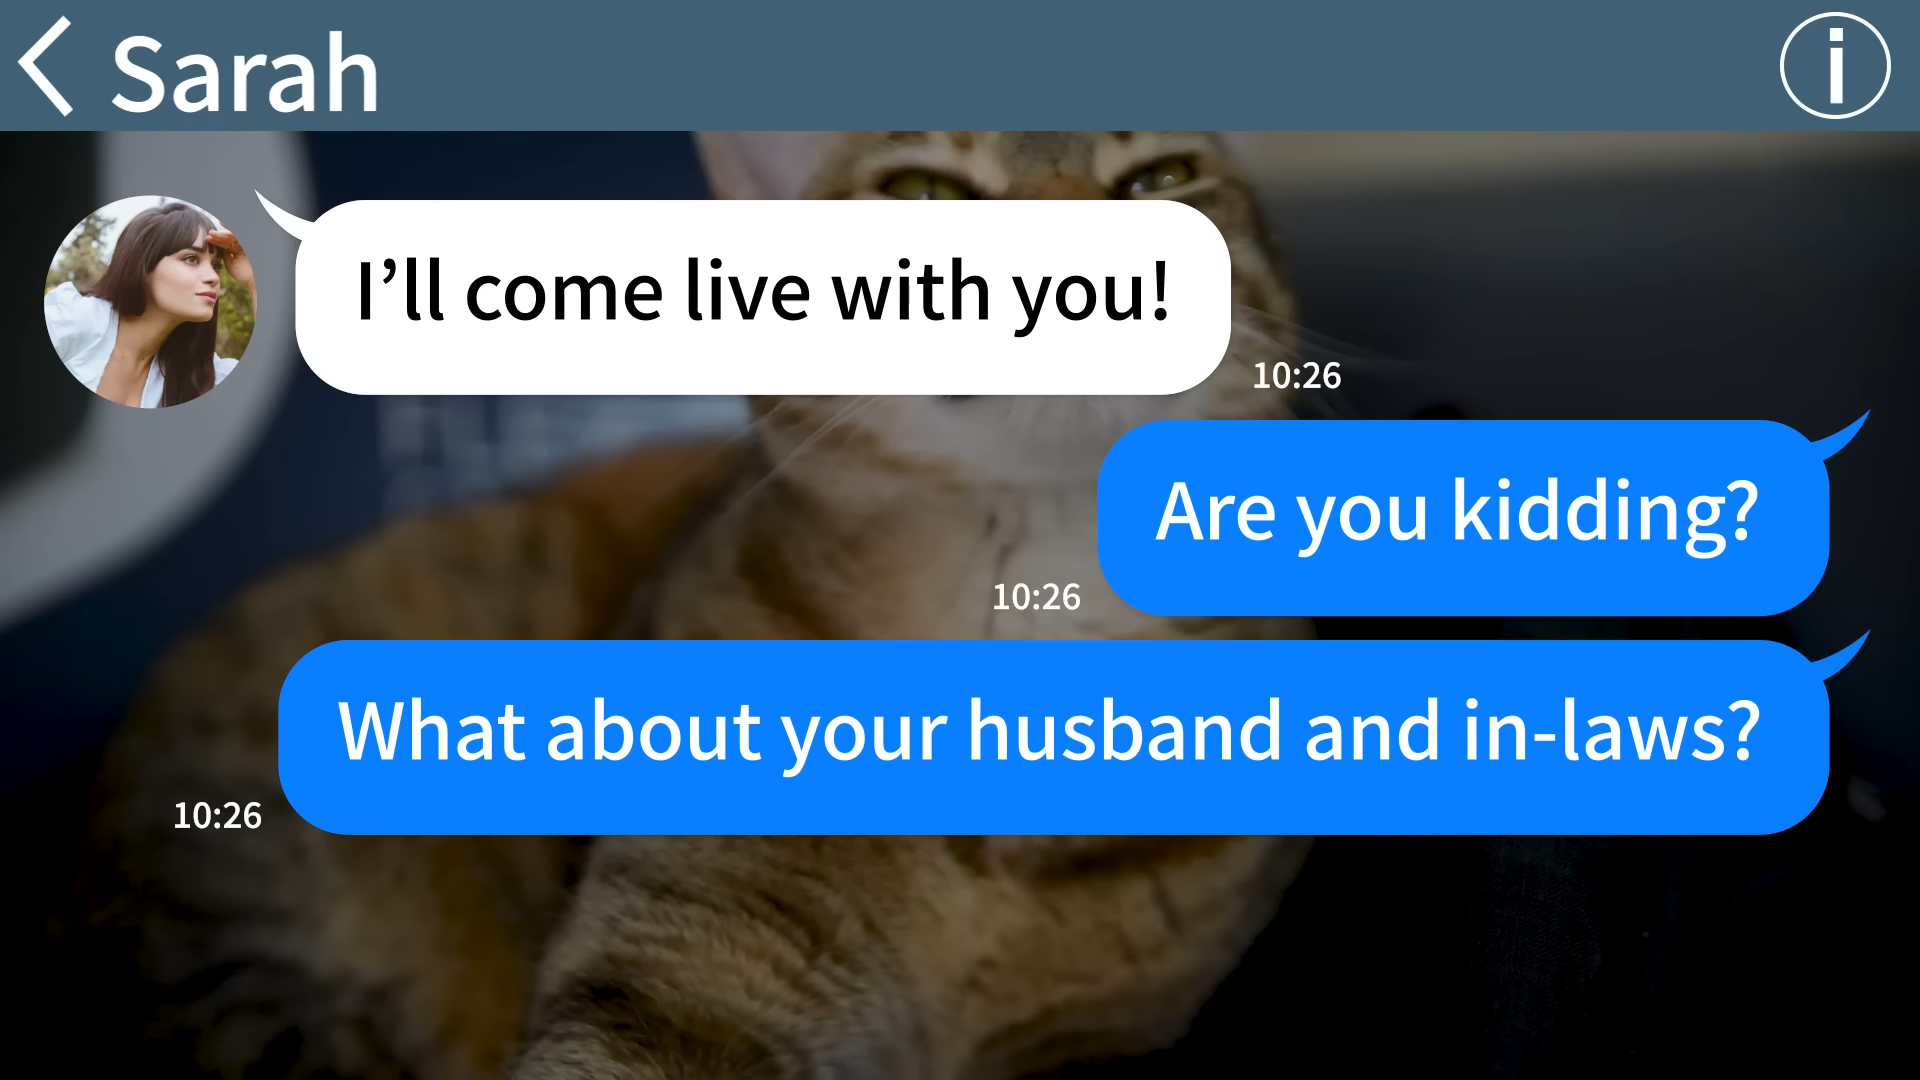 Sarah
I’ll come live with you!
10:26
Are you kidding?
10:26
What about your husband and in-laws?
10:26